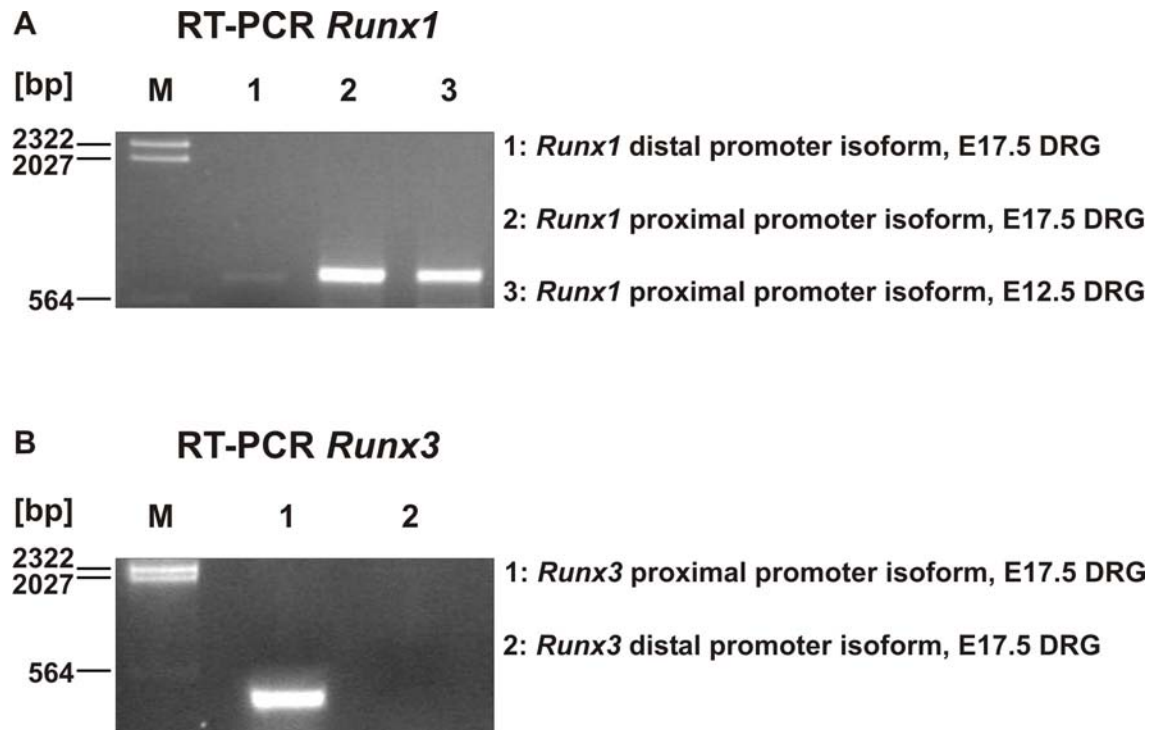 A RT-PCR Runx1
[bp] M 1 2 3
2322
2027
564
1: Runx1 distal promoter isoform, E17.5 DRG
2: Runx1 proximal promoter isoform, E17.5 DRG
3: Runx1 proximal promoter isoform, E12.5 DRG
B RT-PCR Runx3
[bp] M 1 2
2322
2027
564
1: Runx3 proximal promoter isoform, E17.5 DRG
2: Runx3 distal promoter isoform, E17.5 DRG